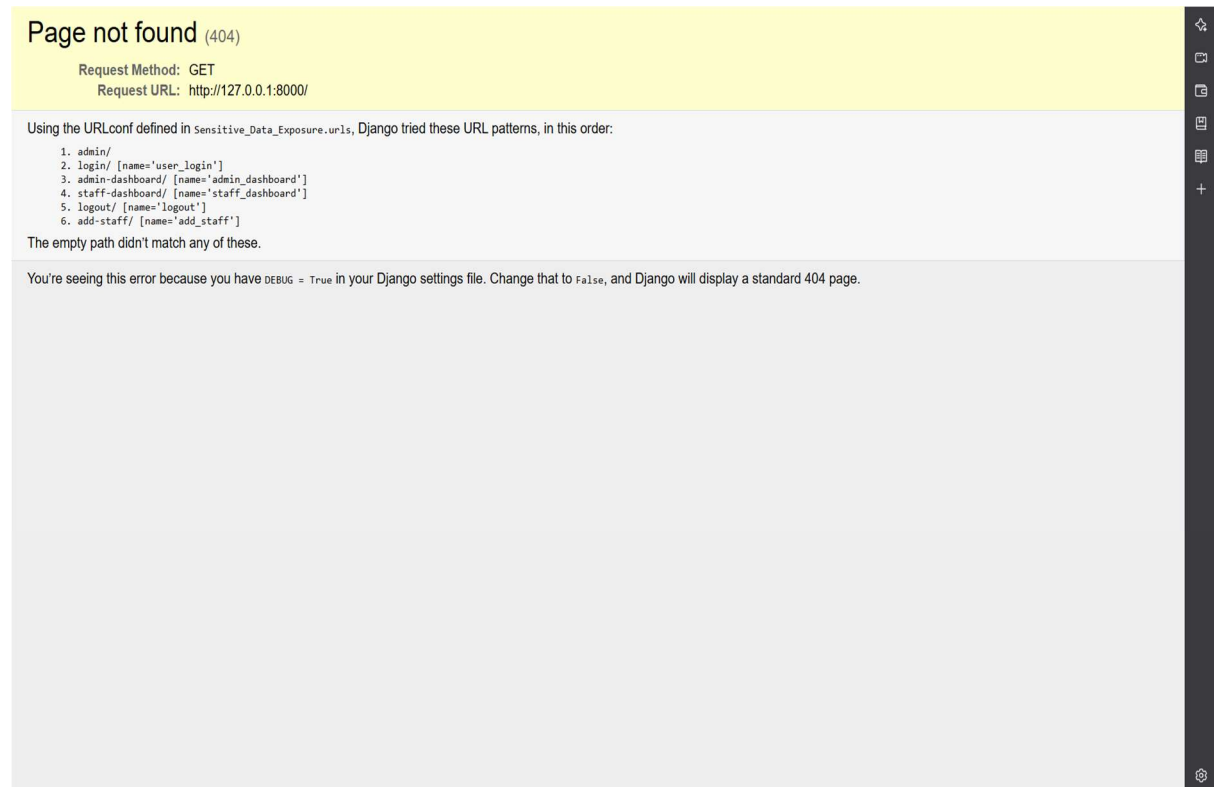 Page not found (404)
Request Method: GET
Request URL: http://127.0.0.1:8000/
Using the URLconf defined in Sensitive_Data_Exposure.urls, Django tried these URL patterns, in this order:
1. admin/
2. login/ [name='user_login']
3. admin-dashboard/ [name='admin_dashboard']
4. staff-dashboard/ [name='staff_dashboard']
5. logout/ [name='logout']
6. add-staff/ [name='add_staff']
The empty path didn't match any of these.
You're seeing this error because you have DEBUG = True in your Django settings file. Change that to False, and Django will display a standard 404 page.